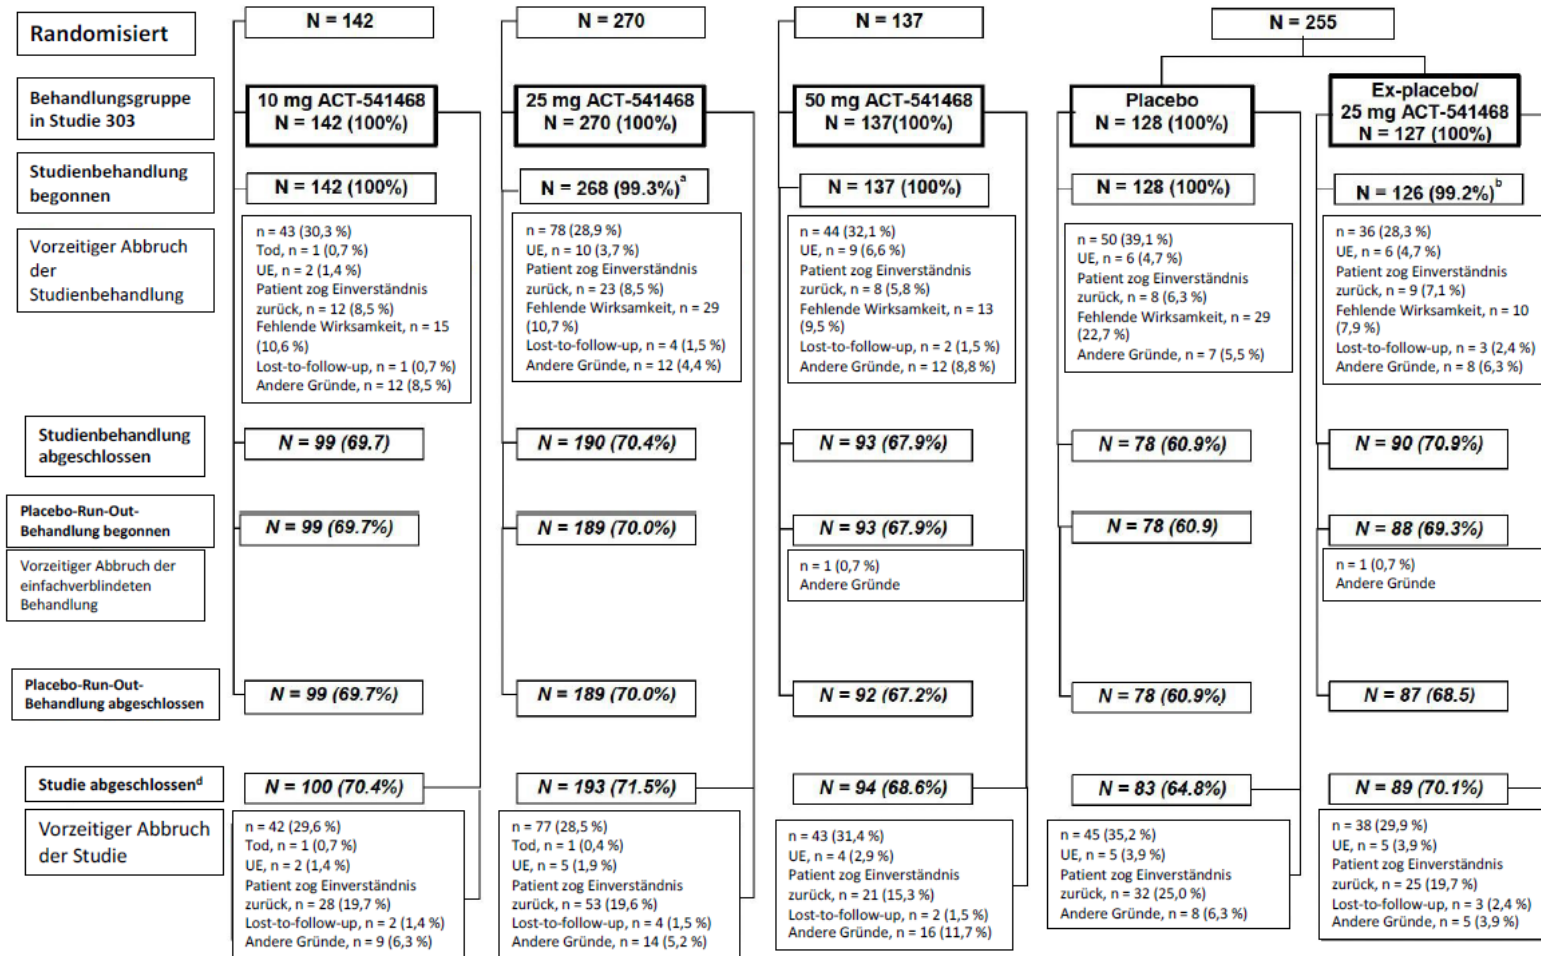 Randomisiert
N = 142
N = 270
N = 137
N = 255
Behandlungsgruppe
in Studie 303
10 mg ACT-541468
N = 142 (100%)
25 mg ACT-541468
N = 270 (100%)
50 mg ACT-541468
N = 137(100%)
Placebo
N = 128 (100%)
Ex-placebo/
25 mg ACT-541468
N = 127 (100%)
Studienbehandlung
begonnen
N = 142 (100%)
N = 268 (99.3%)a
N = 137 (100%)
N = 128 (100%)
N = 126 (99.2%)b
Vorzeitiger Abbruch
der
Studienbehandlung
n = 43 (30,3 %)
Tod, n = 1 (0,7 %)
UE, n = 2 (1,4 %)
Patient zog Einverständnis
zurück, n = 12 (8,5 %)
Fehlende Wirksamkeit, n = 15
(10,6 %)
Lost-to-follow-up, n = 1 (0,7 %)
Andere Gründe, n = 12 (8,5 %)
n = 78 (28,9 %)
UE, n = 10 (3,7 %)
Patient zog Einverständnis
zurück, n = 23 (8,5 %)
Fehlende Wirksamkeit, n = 29
(10,7 %)
Lost-to-follow-up, n = 4 (1,5 %)
Andere Gründe, n = 12 (4,4 %)
n = 44 (32,1 %)
UE, n = 9 (6,6 %)
Patient zog Einverständnis
zurück, n = 8 (5,8 %)
Fehlende Wirksamkeit, n = 13
(9,5 %)
Lost-to-follow-up, n = 2 (1,5 %)
Andere Gründe, n = 12 (8,8 %)
n = 50 (39,1 %)
UE, n = 6 (4,7 %)
Patient zog Einverständnis
zurück, n = 8 (6,3 %)
Fehlende Wirksamkeit, n = 29
(22,7 %)
Andere Gründe, n = 7 (5,5 %)
n = 36 (28,3 %)
UE, n = 6 (4,7 %)
Patient zog Einverständnis
zurück, n = 9 (7,1 %)
Fehlende Wirksamkeit, n = 10
(7,9 %)
Lost-to-follow-up, n = 3 (2,4 %)
Andere Gründe, n = 8 (6,3 %)
Studienbehandlung
abgeschlossen
N = 99 (69.7)
N = 190 (70.4%)
N = 93 (67.9%)
N = 78 (60.9%)
N = 90 (70.9%)
Placebo-Run-Out-
Behandlung begonnen
N = 99 (69.7%)
N = 189 (70.0%)
N = 93 (67.9%)
N = 78 (60.9)
N = 88 (69.3%)
Vorzeitiger Abbruch der
einfachverblindeten
Behandlung
n = 1 (0,7 %)
Andere Gründe
n = 1 (0,7 %)
Andere Gründe
Placebo-Run-Out-
Behandlung abgeschlossen
N = 99 (69.7%)
N = 189 (70.0%)
N = 92 (67.2%)
N = 78 (60.9%)
N = 87 (68.5)
Studie abgeschlossend
N = 100 (70.4%)
N = 193 (71.5%)
N = 94 (68.6%)
N = 83 (64.8%)
N = 89 (70.1%)
Vorzeitiger Abbruch
der Studie
n = 42 (29,6 %)
Tod, n = 1 (0,7 %)
UE, n = 2 (1,4 %)
Patient zog Einverständnis
zurück, n = 28 (19,7 %)
Lost-to-follow-up, n = 2 (1,4 %)
Andere Gründe, n = 9 (6,3 %)
n = 77 (28,5 %)
Tod, n = 1 (0,4 %)
UE, n = 5 (1,9 %)
Patient zog Einverständnis
zurück, n = 53 (19,6 %)
Lost-to-follow-up, n = 4 (1,5 %)
Andere Gründe, n = 14 (5,2 %)
n = 43 (31,4 %)
UE, n = 4 (2,9 %)
Patient zog Einverständnis
zurück, n = 21 (15,3 %)
Lost-to-follow-up, n = 2 (1,5 %)
Andere Gründe, n = 16 (11,7 %)
n = 45 (35,2 %)
UE, n = 5 (3,9 %)
Patient zog Einverständnis
zurück, n = 32 (25,0 %)
Andere Gründe, n = 8 (6,3 %)
n = 38 (29,9 %)
UE, n = 5 (3,9 %)
Patient zog Einverständnis
zurück, n = 25 (19,7 %)
Lost-to-follow-up, n = 3 (2,4 %)
Andere Gründe, n = 5 (3,9 %)